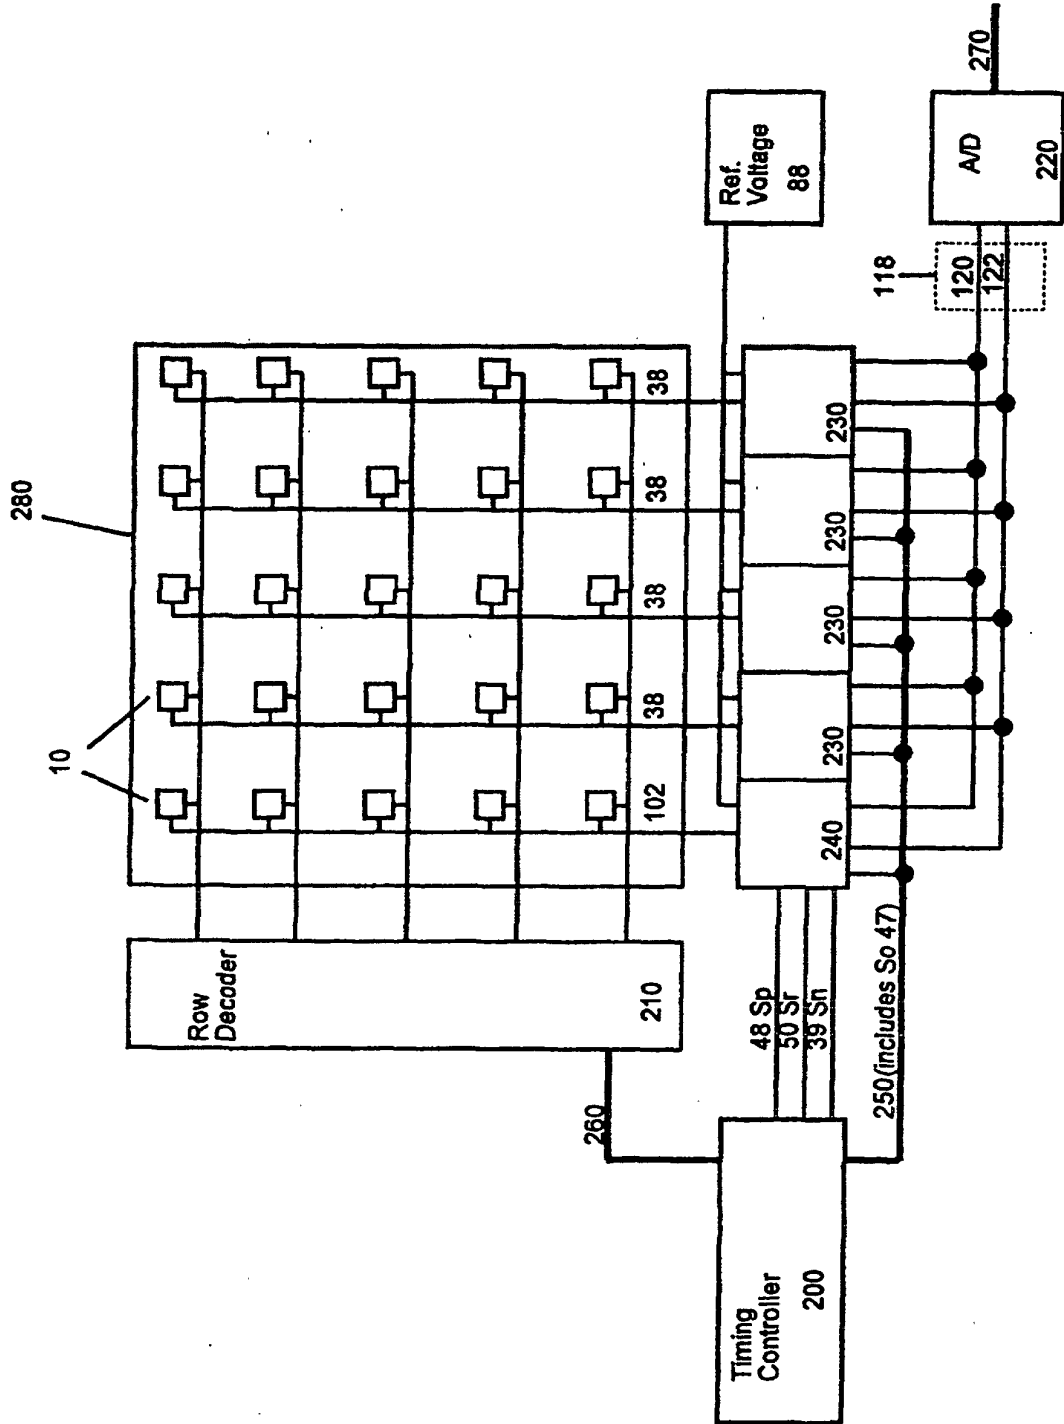 280
10
Row
Decoder
210
102
38
38
38
38
Ref.
Voltage
88
260
48 Sp
50 Sr
39 Sn
240
230
230
230
230
118
120
122
A/D
220
270
250(includes So 47)
Timing
Controller
200